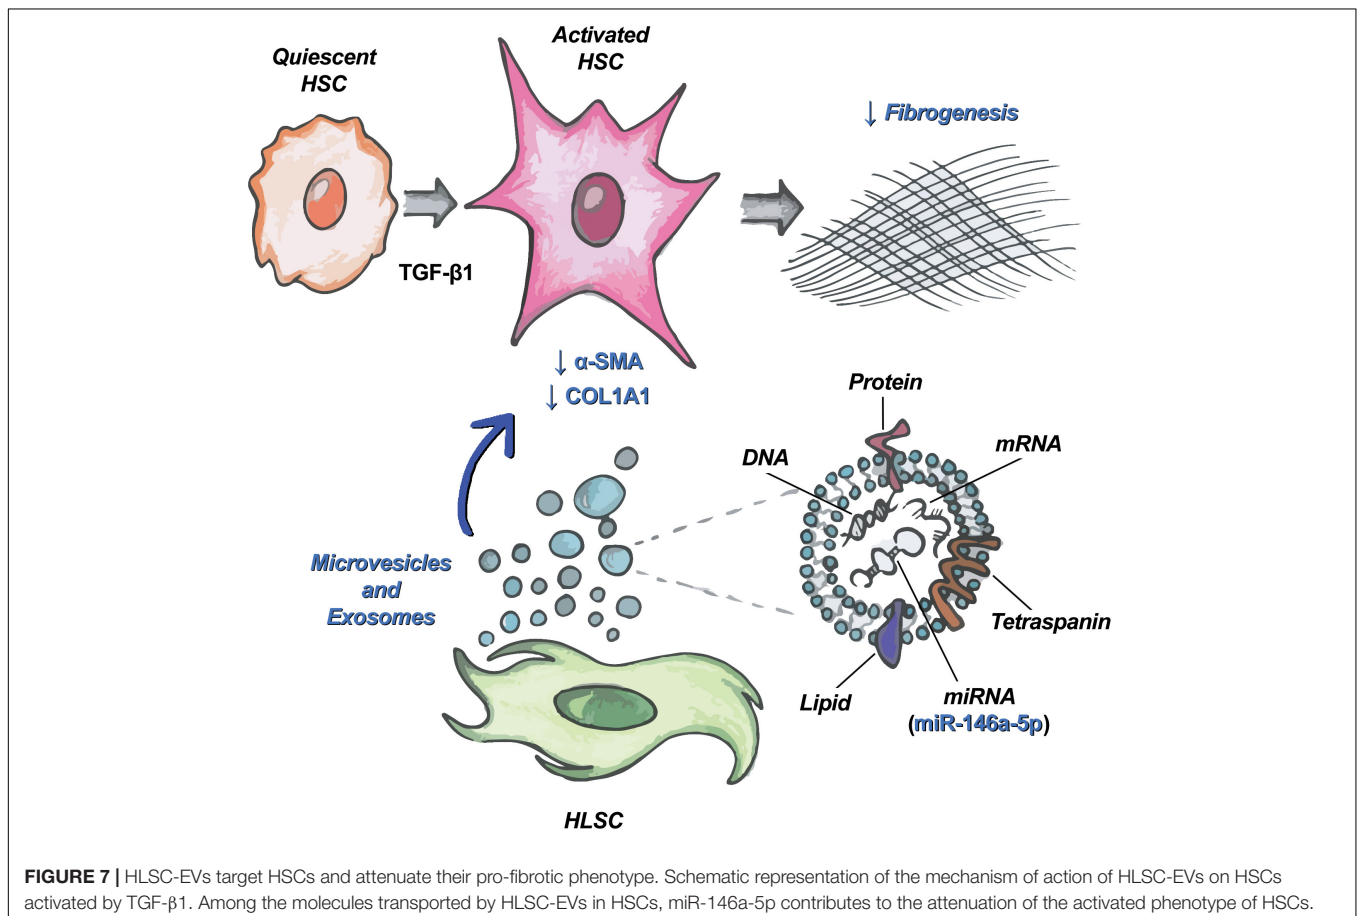 Quiescent
HSC
Activated
HSC
↓ Fibrogenesis
TGF-β1
↓ α-SMA
↓ COL1A1
Protein
DNA
mRNA
Microvesicles
and
Exosomes
Tetraspanin
Lipid
miRNA
(miR-146a-5p)
HLSC
FIGURE 7 | HLSC-EVs target HSCs and attenuate their pro-fibrotic phenotype. Schematic representation of the mechanism of action of HLSC-EVs on HSCs
activated by TGF-β1. Among the molecules transported by HLSC-EVs in HSCs, miR-146a-5p contributes to the attenuation of the activated phenotype of HSCs.